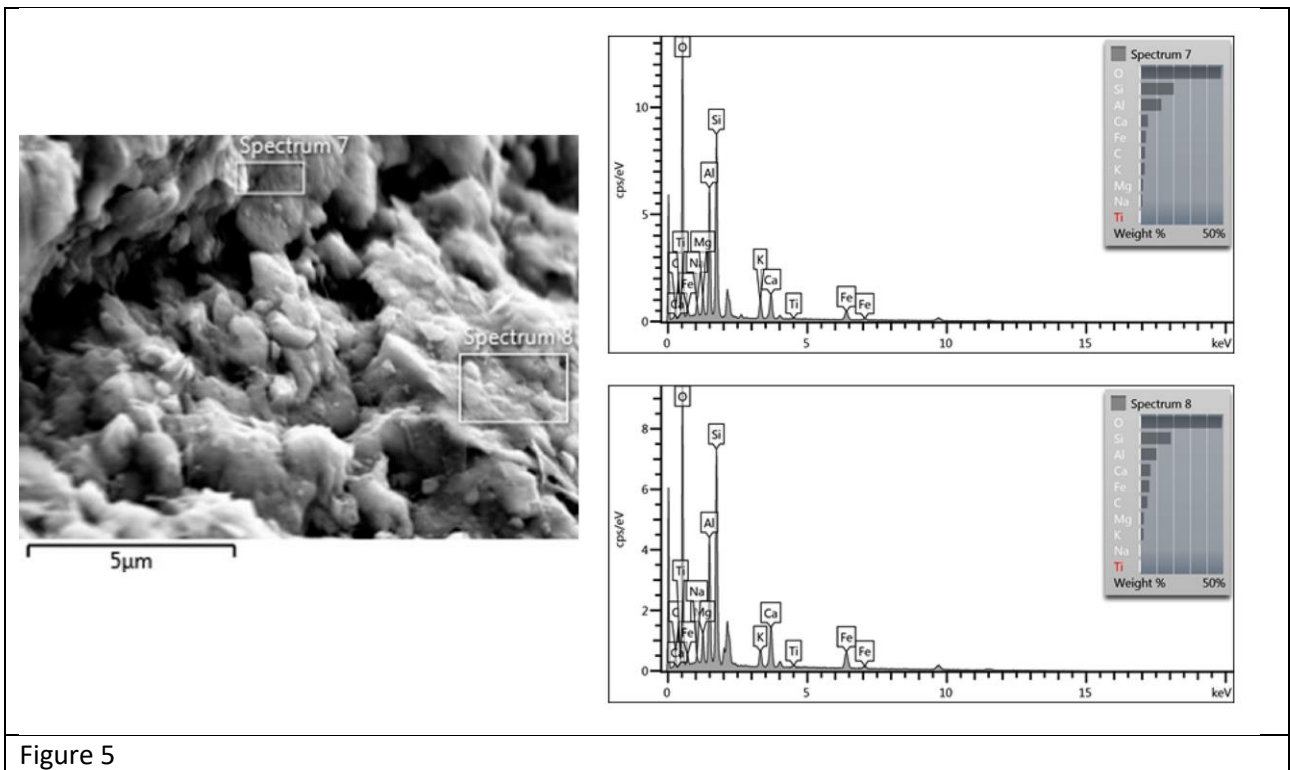 Spectrum 7
Spectrum 8
5µm
O
Si
Al
Ti
Mg
C
Na
Fe
Ca
K
Ca
Ti
Fe
Fe
10
5
0
cps/eV
0
5
10
15
keV
Spectrum 7
O
Si
Al
Ca
Fe
C
K
Mg
Na
Ti
Weight % 50%
O
Si
Al
Ti
Na
C
Mg
Fe
Ca
K
Ca
Ti
Fe
Fe
8
6
4
2
0
cps/eV
0
5
10
15
keV
Spectrum 8
O
Si
Al
Ca
Fe
C
Mg
K
Na
Ti
Weight % 50%
Figure 5